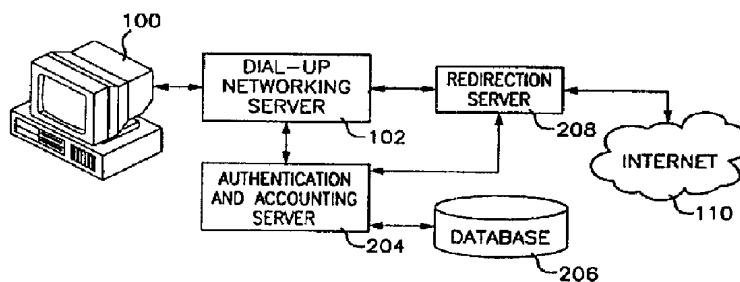 100
DIAL-UP
NETWORKING
SERVER
102
REDIRECTION
SERVER
208
INTERNET
110
AUTHENTICATION
AND ACCOUNTING
SERVER
204
DATABASE
206